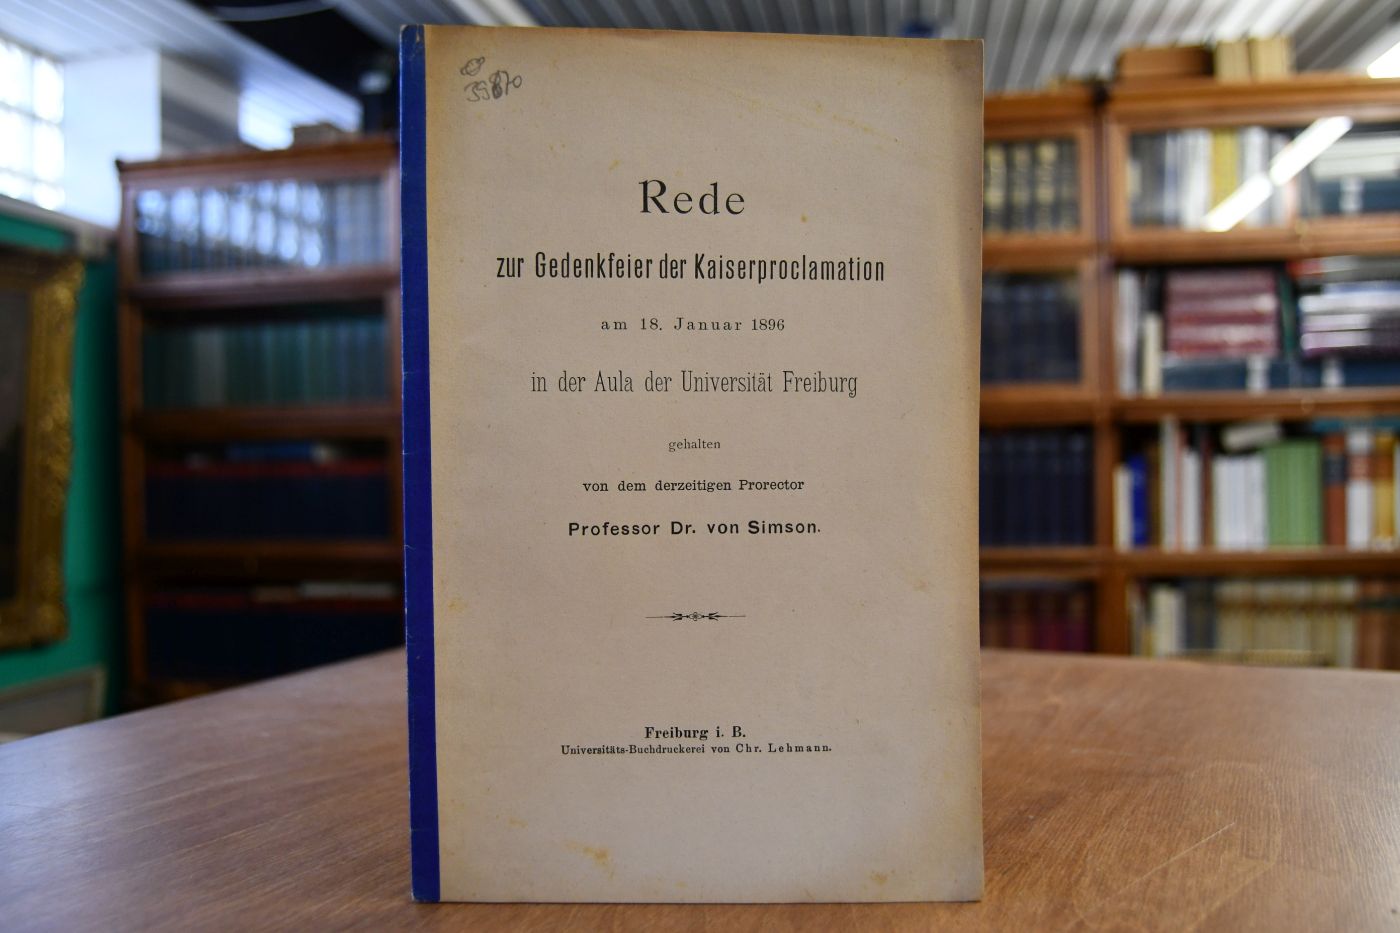 39870
Rede
zur Gedenkfeier der Kaiserproclamation
am 18. Januar 1896
in der Aula der Universität Freiburg
gehalten
von dem derzeitigen Prorector
Professor Dr. von Simson.
Freiburg i. B.
Universitäts-Buchdruckerei von Chr. Lehmann.